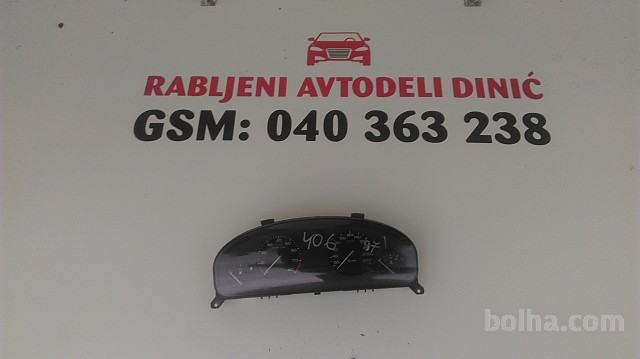 RABLJENI AVTODELI DINIĆ
GSM: 040 363 238
406
bolha.com